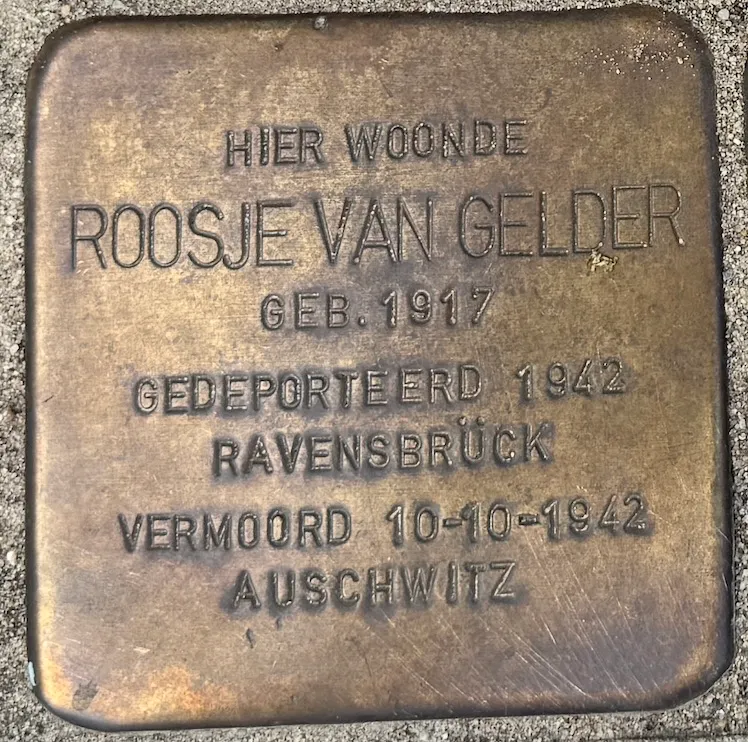 HIER WOONDE
ROOSJE VAN GELDER
GEB. 1917
GEDEPORTEERD 1942
RAVENSBRÜCK
VERMOORD 10-10-1942
AUSCHWITZ